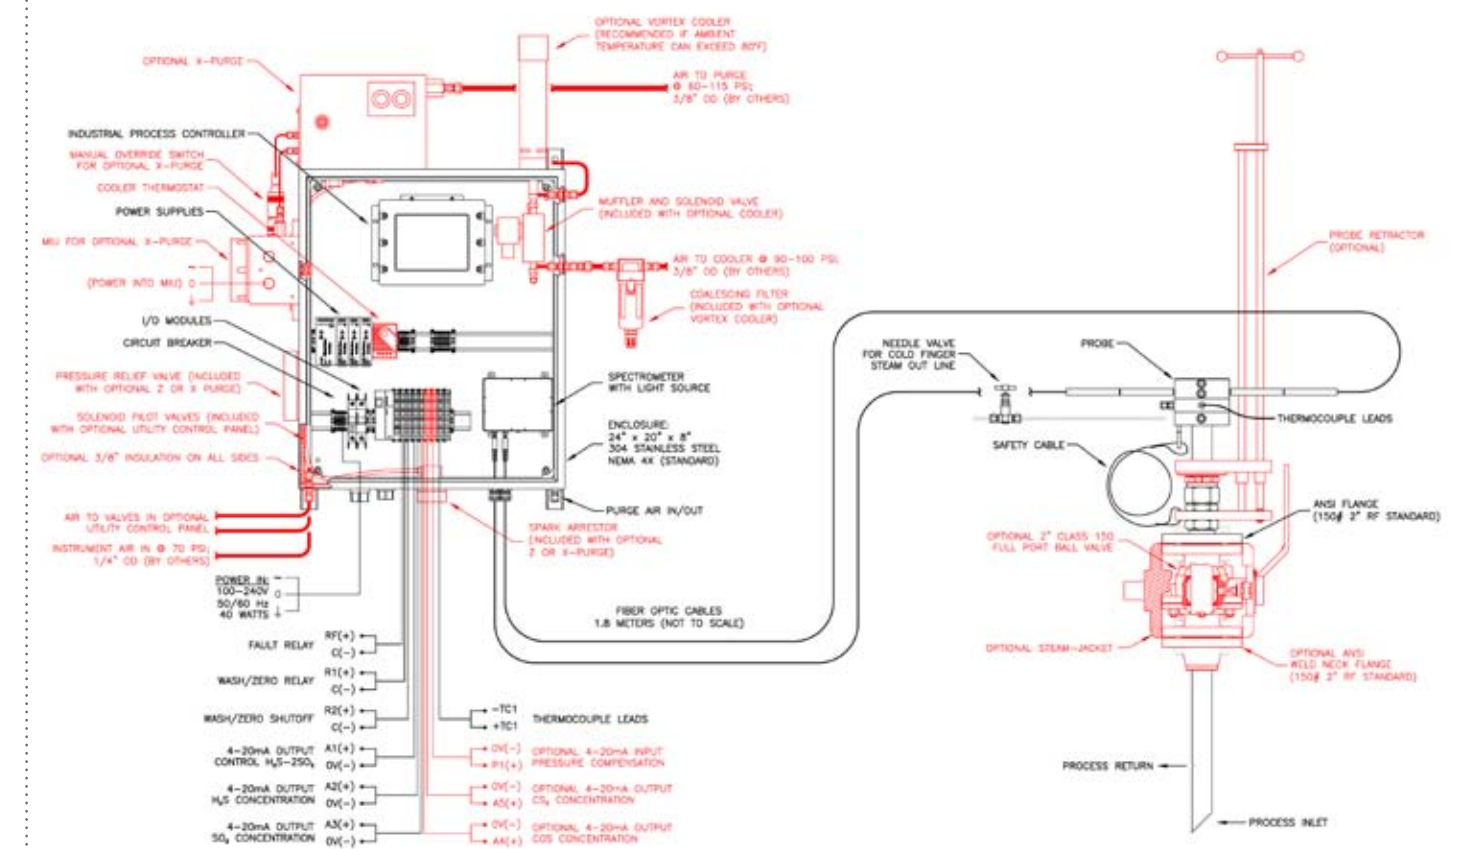 OPTIONAL VORTEX COOLER
(RECOMMENDED IF AMBIENT
TEMPERATURE CAN EXCEED 80°F)
OPTIONAL X-PURGE
AIR TO PURGE
@ 60-115 PSI;
3/8" OD (BY OTHERS)
INDUSTRIAL PROCESS CONTROLLER
MANUAL OVERRIDE SWITCH
FOR OPTIONAL X-PURGE
COOLER THERMOSTAT
POWER SUPPLIES
MIU FOR OPTIONAL X-PURGE
(POWER INTO MIU)
I/O MODULES
CIRCUIT BREAKER
PRESSURE RELIEF VALVE (INCLUDED
WITH OPTIONAL Z OR X PURGE)
SOLENOID PILOT VALVES (INCLUDED
WITH OPTIONAL UTILITY CONTROL PANEL)
OPTIONAL 3/8" INSULATION ON ALL SIDES
AIR TO VALVES IN OPTIONAL
UTILITY CONTROL PANEL
INSTRUMENT AIR IN @ 70 PSI;
1/4" OD (BY OTHERS)
MUFFLER AND SOLENOID VALVE
(INCLUDED WITH OPTIONAL COOLER)
AIR TO COOLER @ 90-100 PSI;
3/8" OD (BY OTHERS)
COALESCING FILTER
(INCLUDED WITH OPTIONAL
VORTEX COOLER)
SPECTROMETER
WITH LIGHT SOURCE
ENCLOSURE:
24" x 20" x 8"
304 STAINLESS STEEL
NEMA 4X (STANDARD)
PURGE AIR IN/OUT
SPARK ARRESTOR
(INCLUDED WITH OPTIONAL
Z OR X-PURGE)
POWER IN:
100-240V
50/60 Hz
40 WATTS
FAULT RELAY
RF(+)
C(-)
WASH/ZERO RELAY
R1(+)
C(-)
WASH/ZERO SHUTOFF
R2(+)
C(-)
4-20mA OUTPUT
CONTROL H₂S-2SO₂
A1(+)
0V(-)
4-20mA OUTPUT
H₂S CONCENTRATION
A2(+)
0V(-)
4-20mA OUTPUT
SO₂ CONCENTRATION
A3(+)
0V(-)
-TC1
+TC1
THERMOCOUPLE LEADS
0V(-)
P1(+)
OPTIONAL 4-20mA INPUT
PRESSURE COMPENSATION
0V(-)
A5(+)
OPTIONAL 4-20mA OUTPUT
CS₂ CONCENTRATION
0V(-)
A4(+)
OPTIONAL 4-20mA OUTPUT
COS CONCENTRATION
FIBER OPTIC CABLES
1.8 METERS (NOT TO SCALE)
NEEDLE VALVE
FOR COLD FINGER
STEAM OUT LINE
PROBE
PROBE RETRACTOR
(OPTIONAL)
THERMOCOUPLE LEADS
SAFETY CABLE
ANSI FLANGE
(150# 2" RF STANDARD)
OPTIONAL 2" CLASS 150
FULL PORT BALL VALVE
OPTIONAL STEAM-JACKET
OPTIONAL ANSI
WELD NECK FLANGE
(150# 2" RF STANDARD)
PROCESS RETURN
PROCESS INLET